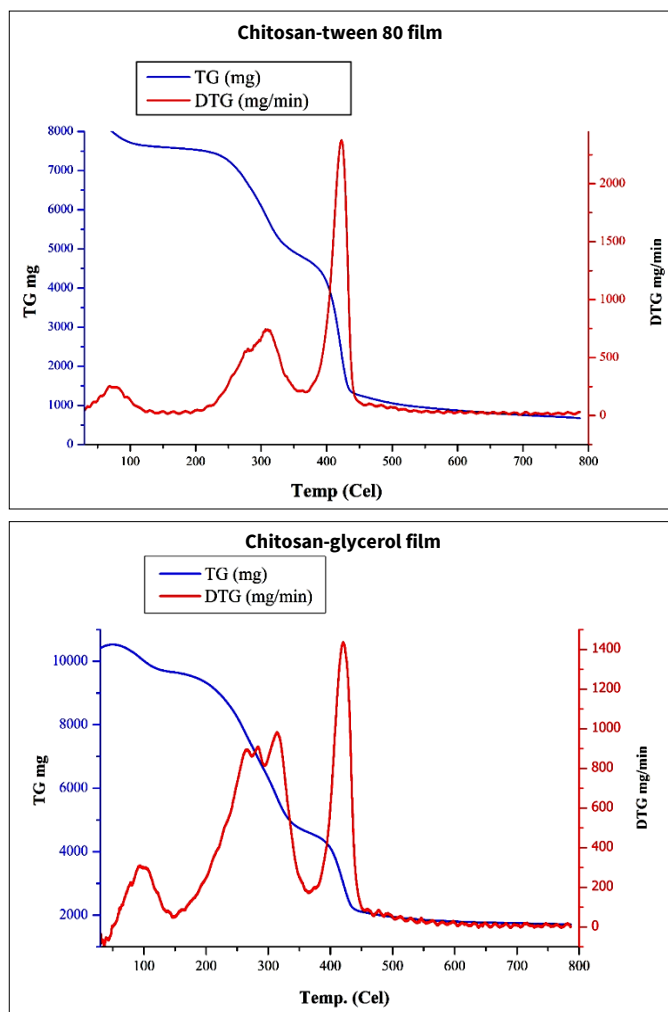 Chitosan-tween 80 film
TG (mg)
DTG (mg/min)
8000
7000
6000
5000
4000
3000
2000
1000
0
TG mg
2000
1500
1000
500
0
DTG mg/min
100 200 300 400 500 600 700 800
Temp (Cel)
Chitosan-glycerol film
TG (mg)
DTG (mg/min)
10000
8000
6000
4000
2000
TG mg
1400
1200
1000
800
600
400
200
0
DTG mg/min
100 200 300 400 500 600 700 800
Temp. (Cel)